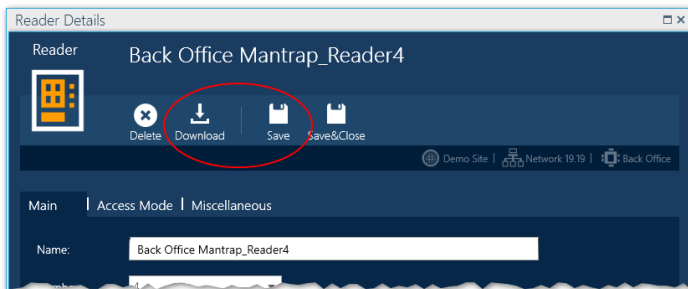 Reader Details
Reader
Back Office Mantrap_Reader4
Delete Download Save Save&Close
Demo Site | Network 19.19 | Back Office
Main | Access Mode | Miscellaneous
Name: Back Office Mantrap_Reader4